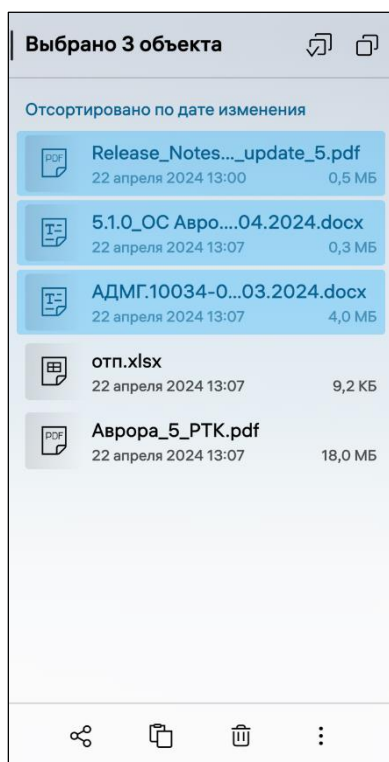 Выбрано 3 объекта
Отсортировано по дате изменения
PDF
Release_Notes..._update_5.pdf
22 апреля 2024 13:00 0,5 МБ
5.1.0_ОС Авро....04.2024.docx
22 апреля 2024 13:07 0,3 МБ
АДМГ.10034-0...03.2024.docx
22 апреля 2024 13:07 4,0 МБ
отп.xlsx
22 апреля 2024 13:07 9,2 КБ
PDF
Аврора_5_РТК.pdf
22 апреля 2024 13:07 18,0 МБ